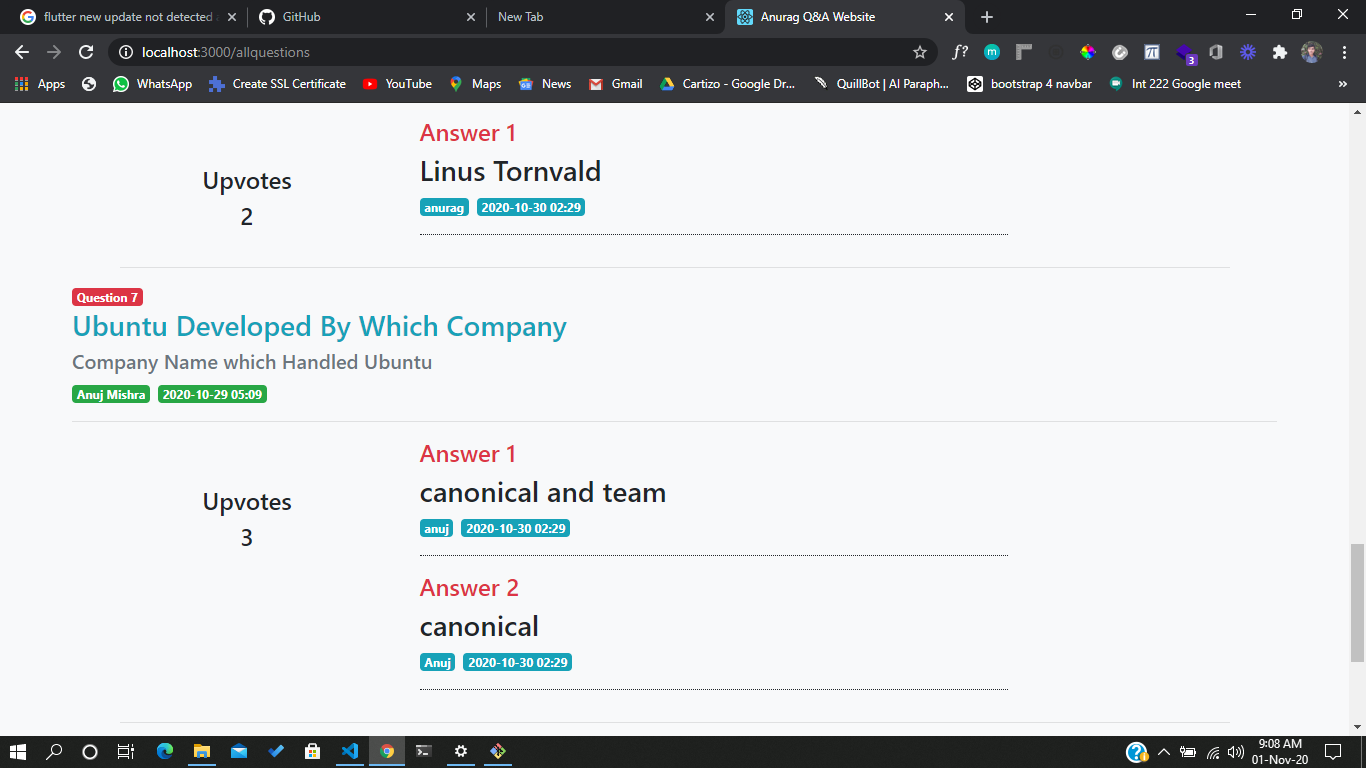 flutter new update not detected
GitHub
New Tab
Anurag Q&A Website
localhost:3000/allquestions
f?
m
3
Apps
WhatsApp
Create SSL Certificate
YouTube
Maps
News
Gmail
Cartizo - Google Dr...
QuillBot | AI Paraph...
bootstrap 4 navbar
Int 222 Google meet
»
Answer 1
Upvotes
2
Linus Tornvald
anurag 2020-10-30 02:29
Question 7
Ubuntu Developed By Which Company
Company Name which Handled Ubuntu
Anuj Mishra 2020-10-29 05:09
Answer 1
Upvotes
3
canonical and team
anuj 2020-10-30 02:29
Answer 2
canonical
Anuj 2020-10-30 02:29
9:08 AM
01-Nov-20